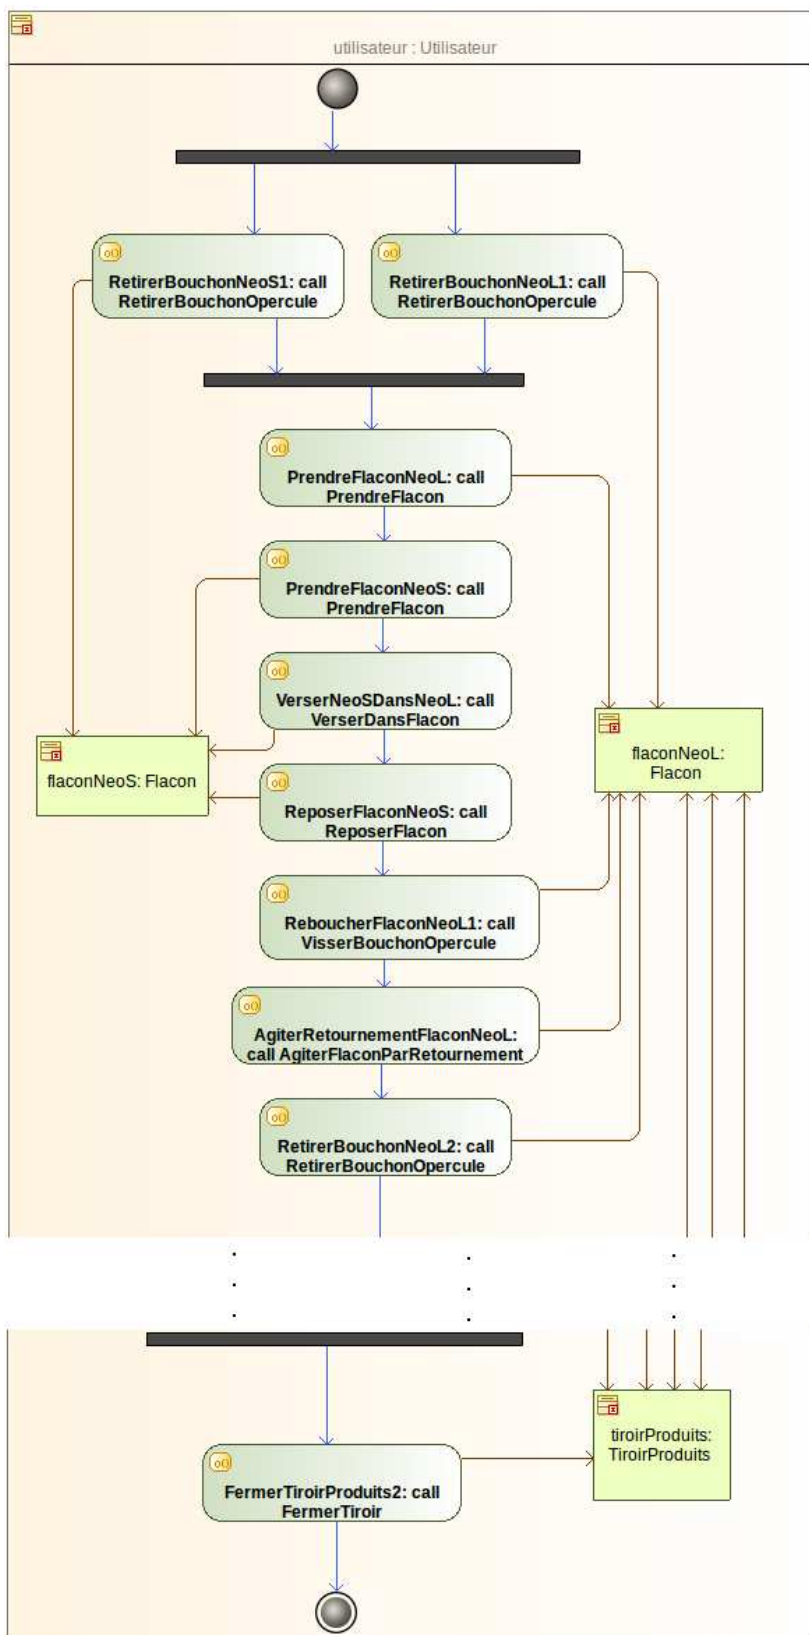 utilisateur : Utilisateur
RetirerBouchonNeoS1: call
RetirerBouchonOpercule
RetirerBouchonNeoL1: call
RetirerBouchonOpercule
PrendreFlaconNeoL: call
PrendreFlacon
PrendreFlaconNeoS: call
PrendreFlacon
VerserNeoSDansNeoL: call
VerserDansFlacon
flaconNeoS: Flacon
flaconNeoL:
Flacon
ReposerFlaconNeoS: call
ReposerFlacon
ReboucherFlaconNeoL1: call
VisserBouchonOpercule
AgiterRetournementFlaconNeoL:
call AgiterFlaconParRetournement
RetirerBouchonNeoL2: call
RetirerBouchonOpercule
tiroirProduits:
TiroirProduits
FermerTiroirProduits2: call
FermerTiroir